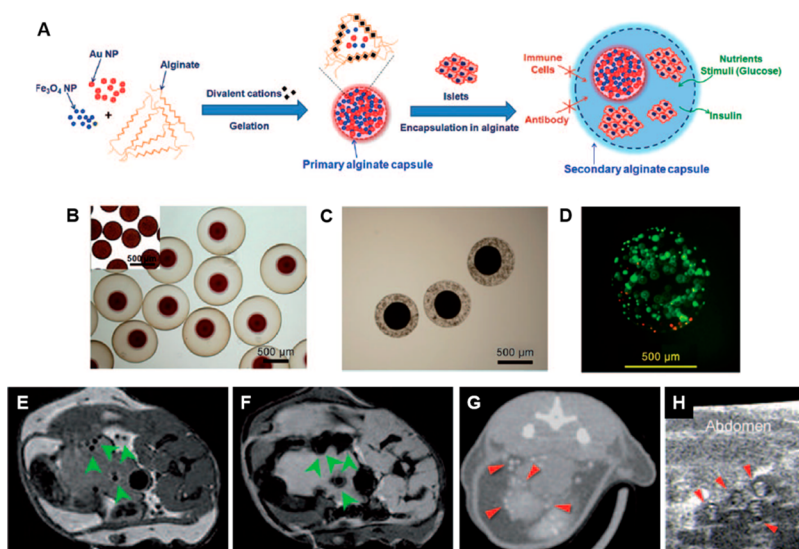 A
Au NP
Alginate
Fe3O4 NP
+
Divalent cations
Gelation
Primary alginate capsule
Islets
Encapsulation in alginate
Immune
Cells
Antibody
Nutrients
Stimuli (Glucose)
Insulin
Secondary alginate capsule
B
500 µm
500 µm
C
500 µm
D
500 µm
E
F
G
H
Abdomen